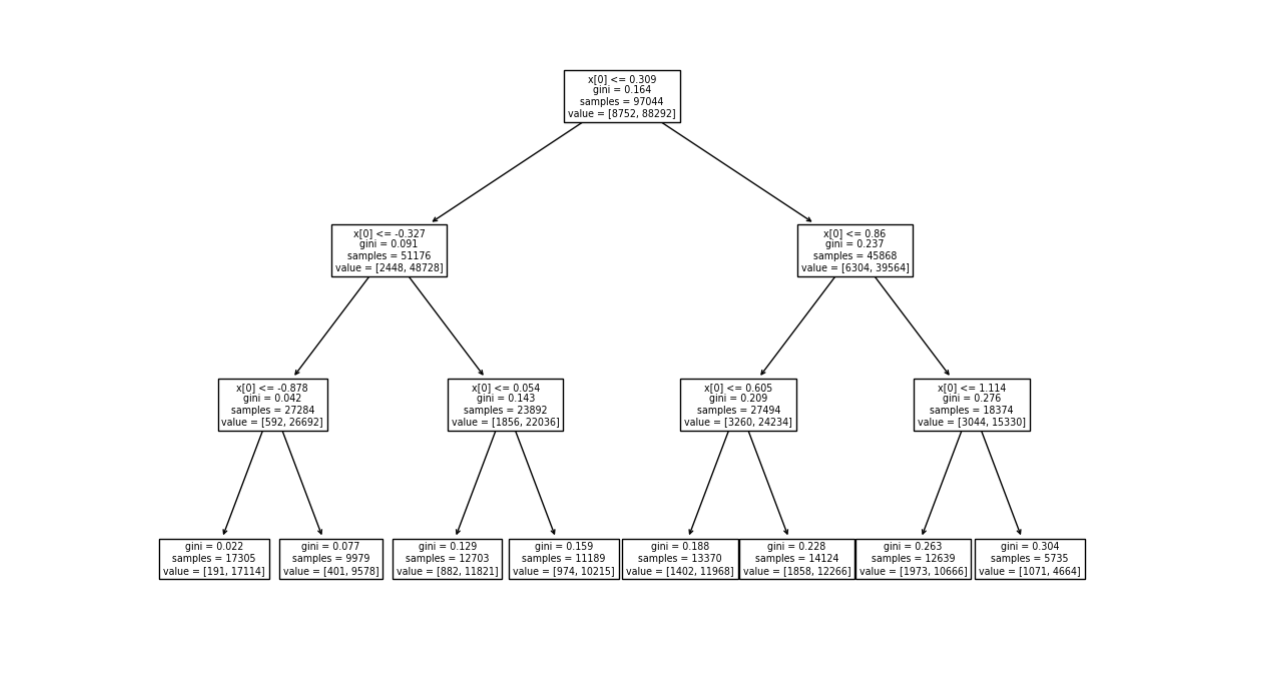 x[0] <= 0.309
gini = 0.164
samples = 97044
value = [8752, 88292]
x[0] <= -0.327
gini = 0.091
samples = 51176
value = [2448, 48728]
x[0] <= 0.86
gini = 0.237
samples = 45868
value = [6304, 39564]
x[0] <= -0.878
gini = 0.042
samples = 27284
value = [592, 26692]
x[0] <= 0.054
gini = 0.143
samples = 23892
value = [1856, 22036]
x[0] <= 0.605
gini = 0.209
samples = 27494
value = [3260, 24234]
x[0] <= 1.114
gini = 0.276
samples = 18374
value = [3044, 15330]
gini = 0.022
samples = 17305
value = [191, 17114]
gini = 0.077
samples = 9979
value = [401, 9578]
gini = 0.129
samples = 12703
value = [882, 11821]
gini = 0.159
samples = 11189
value = [974, 10215]
gini = 0.188
samples = 13370
value = [1402, 11968]
gini = 0.228
samples = 14124
value = [1858, 12266]
gini = 0.263
samples = 12639
value = [1973, 10666]
gini = 0.304
samples = 5735
value = [1071, 4664]